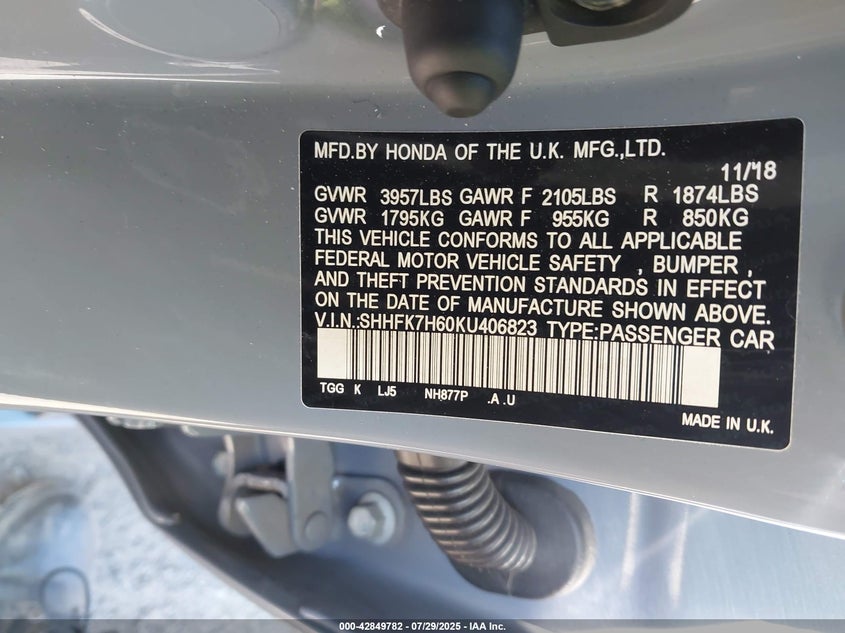 MFD.BY HONDA OF THE U.K. MFG.,LTD.
11/'18
GVWR 3957LBS GAWR F 2105LBS R 1874LBS
GVWR 1795KG GAWR F 955KG R 850KG
THIS VEHICLE CONFORMS TO ALL APPLICABLE
FEDERAL MOTOR VEHICLE SAFETY , BUMPER ,
AND THEFT PREVENTION STANDARDS IN EFFECT
ON THE DATE OF MANUFACTURE SHOWN ABOVE.
V.I.N.:SHHFK7H60KU406823 TYPE:PASSENGER CAR
TGG K LJ5 NH877P .A .U
MADE IN U.K.
000-42849782 - 07/29/2025 - IAA Inc.